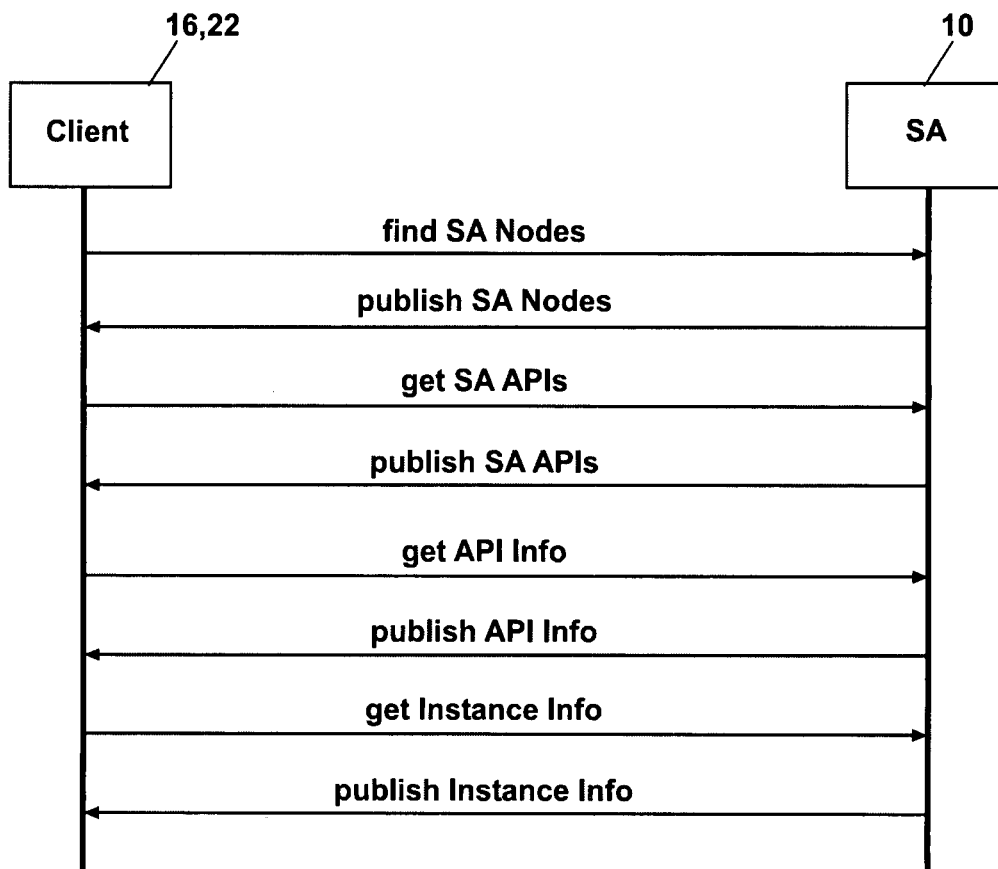 16,22
10
Client
SA
find SA Nodes
publish SA Nodes
get SA APIs
publish SA APIs
get API Info
publish API Info
get Instance Info
publish Instance Info